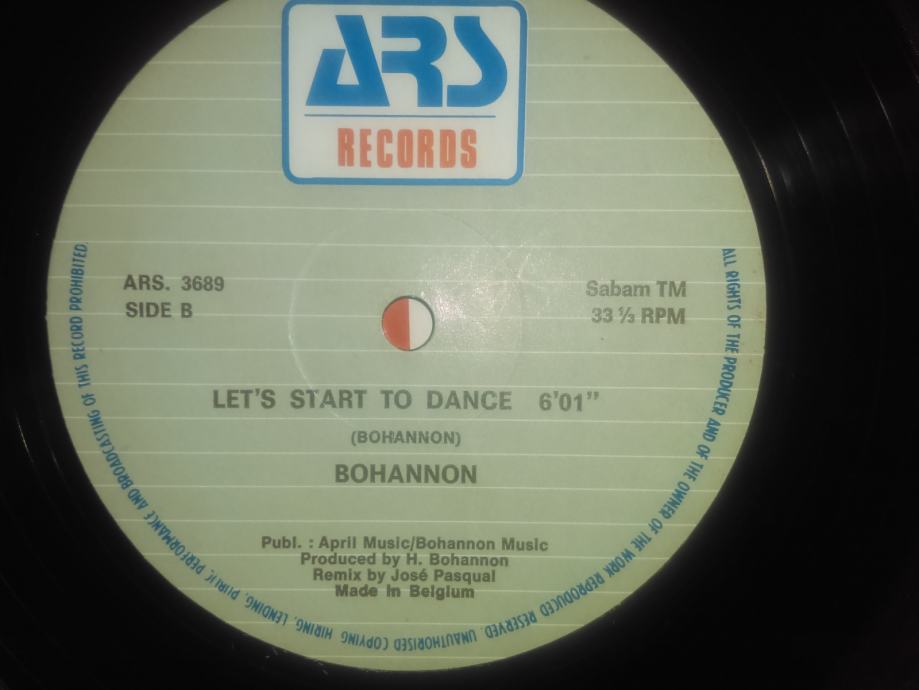 ARS
RECORDS
ARS. 3689
SIDE B
Sabam TM
33 ⅓ RPM
LET'S START TO DANCE 6'01"
(BOHANNON)
BOHANNON
Publ. : April Music/Bohannon Music
Produced by H. Bohannon
Remix by José Pasqual
Made In Belgium
ALL RIGHTS OF THE PRODUCER AND OF THE OWNER OF THE WORK REPRODUCED RESERVED. UNAUTHORISED COPYING HIRING, LENDING, PUBLIC PERFORMANCE AND BROADCASTING OF THIS RECORD PROHIBITED